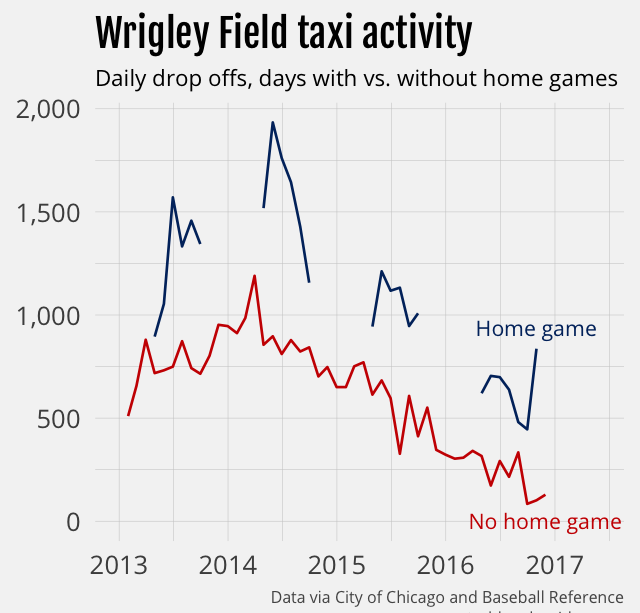 Wrigley Field taxi activity
Daily drop offs, days with vs. without home games
2,000
1,500
1,000
Home game
500
0
No home game
2013 2014 2015 2016 2017
Data via City of Chicago and Baseball Reference